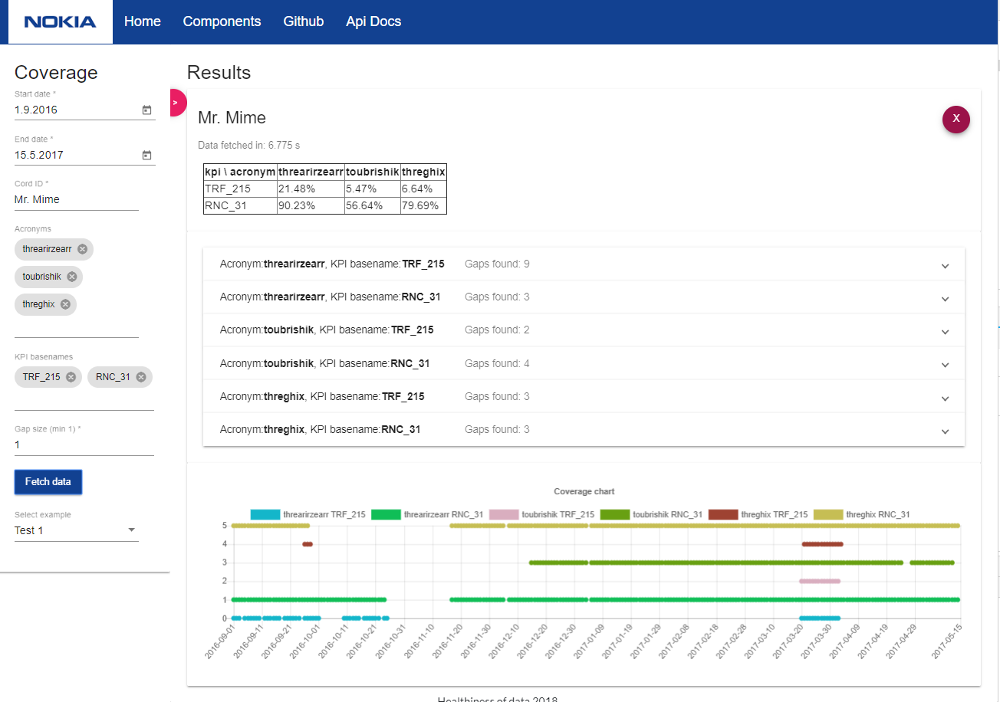 NOKIA Home Components Github Api Docs
Coverage
Start date *
1.9.2016
End date *
15.5.2017
Cord ID *
Mr. Mime
Acronyms
threarirzearr
toubrishik
threghix
KPI basenames
TRF_215 RNC_31
Gap size (min 1) *
1
Fetch data
Select example
Test 1
>
Results
Mr. Mime
X
Data fetched in: 6.775 s
kpi \ acronym threarirzearr toubrishik threghix
TRF_215 21.48% 5.47% 6.64%
RNC_31 90.23% 56.64% 79.69%
Acronym:threarirzearr, KPI basename:TRF_215 Gaps found: 9
Acronym:threarirzearr, KPI basename:RNC_31 Gaps found: 3
Acronym:toubrishik, KPI basename:TRF_215 Gaps found: 2
Acronym:toubrishik, KPI basename:RNC_31 Gaps found: 4
Acronym:threghix, KPI basename:TRF_215 Gaps found: 3
Acronym:threghix, KPI basename:RNC_31 Gaps found: 3
Coverage chart
threarirzearr TRF_215 threarirzearr RNC_31 toubrishik TRF_215 toubrishik RNC_31 threghix TRF_215 threghix RNC_31
5
4
3
2
1
0
2016-09-01 2016-09-11 2016-09-21 2016-10-01 2016-10-11 2016-10-21 2016-10-31 2016-11-10 2016-11-20 2016-11-30 2016-12-10 2016-12-20 2016-12-30 2017-01-09 2017-01-19 2017-01-29 2017-02-08 2017-02-18 2017-02-28 2017-03-10 2017-03-20 2017-03-30 2017-04-09 2017-04-19 2017-04-29 2017-05-15
Healthiness of data 2018